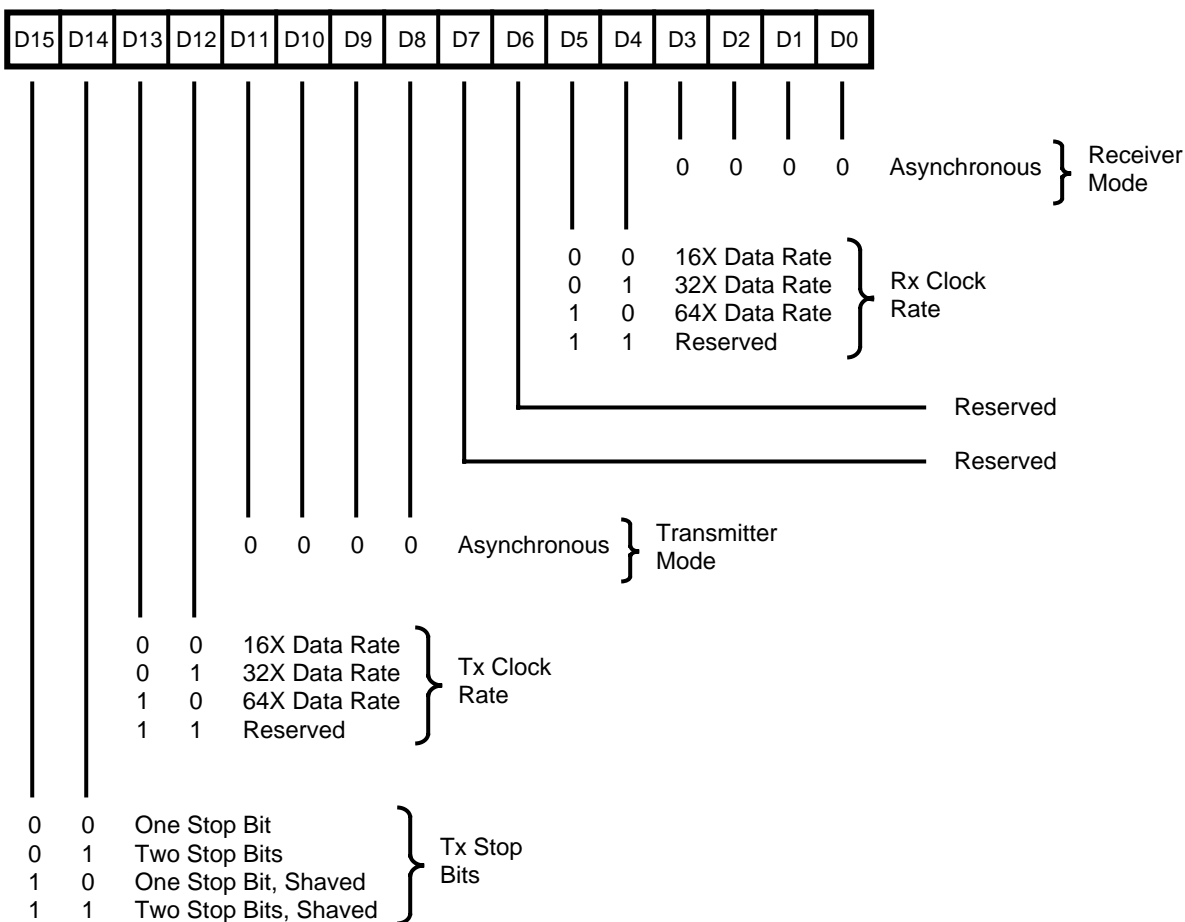 D15 D14 D13 D12 D11 D10 D9 D8 D7 D6 D5 D4 D3 D2 D1 D0
0 0 0 0 Asynchronous
Receiver
Mode
0 0 16X Data Rate
0 1 32X Data Rate
1 0 64X Data Rate
1 1 Reserved
Rx Clock
Rate
Reserved
Reserved
0 0 0 0 Asynchronous
Transmitter
Mode
0 0 16X Data Rate
0 1 32X Data Rate
1 0 64X Data Rate
1 1 Reserved
Tx Clock
Rate
0 0 One Stop Bit
0 1 Two Stop Bits
1 0 One Stop Bit, Shaved
1 1 Two Stop Bits, Shaved
Tx Stop
Bits